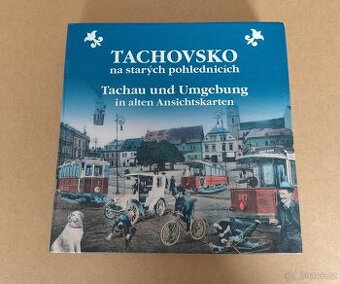 TACHOVSKO
na starých pohlednicích
Tachau und Umgebung
in alten Ansichtskarten